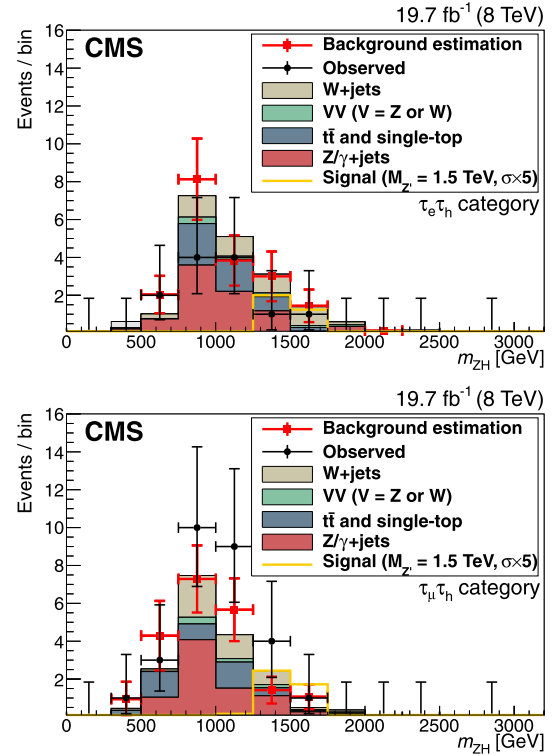 19.7 fb⁻¹ (8 TeV)
CMS
Events / bin
Background estimation
Observed
W+jets
VV (V = Z or W)
tt̄ and single-top
Z/γ+jets
Signal (M_Z' = 1.5 TeV, σ×5)
τ_eτ_h category
16
14
12
10
8
6
4
2
0 500 1000 1500 2000 2500 3000
m_ZH [GeV]
19.7 fb⁻¹ (8 TeV)
CMS
Events / bin
Background estimation
Observed
W+jets
VV (V = Z or W)
tt̄ and single-top
Z/γ+jets
Signal (M_Z' = 1.5 TeV, σ×5)
τ_μτ_h category
16
14
12
10
8
6
4
2
0 500 1000 1500 2000 2500 3000
m_ZH [GeV]